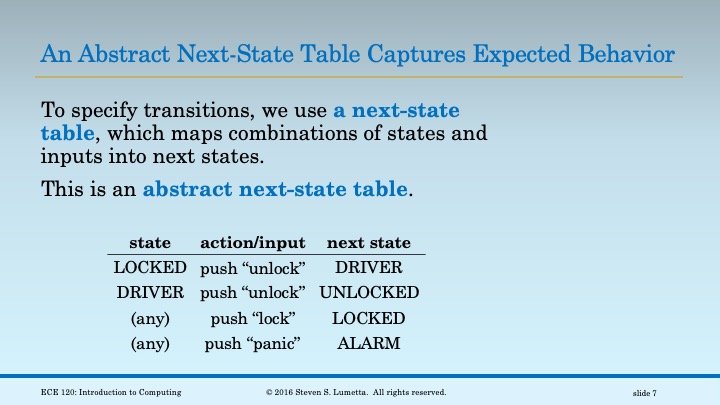 An Abstract Next-State Table Captures Expected Behavior
To specify transitions, we use a next-state
table, which maps combinations of states and
inputs into next states.
This is an abstract next-state table.
state action/input next state
LOCKED push “unlock” DRIVER
DRIVER push “unlock” UNLOCKED
(any) push “lock” LOCKED
(any) push “panic” ALARM
ECE 120: Introduction to Computing © 2016 Steven S. Lumetta. All rights reserved. slide 7